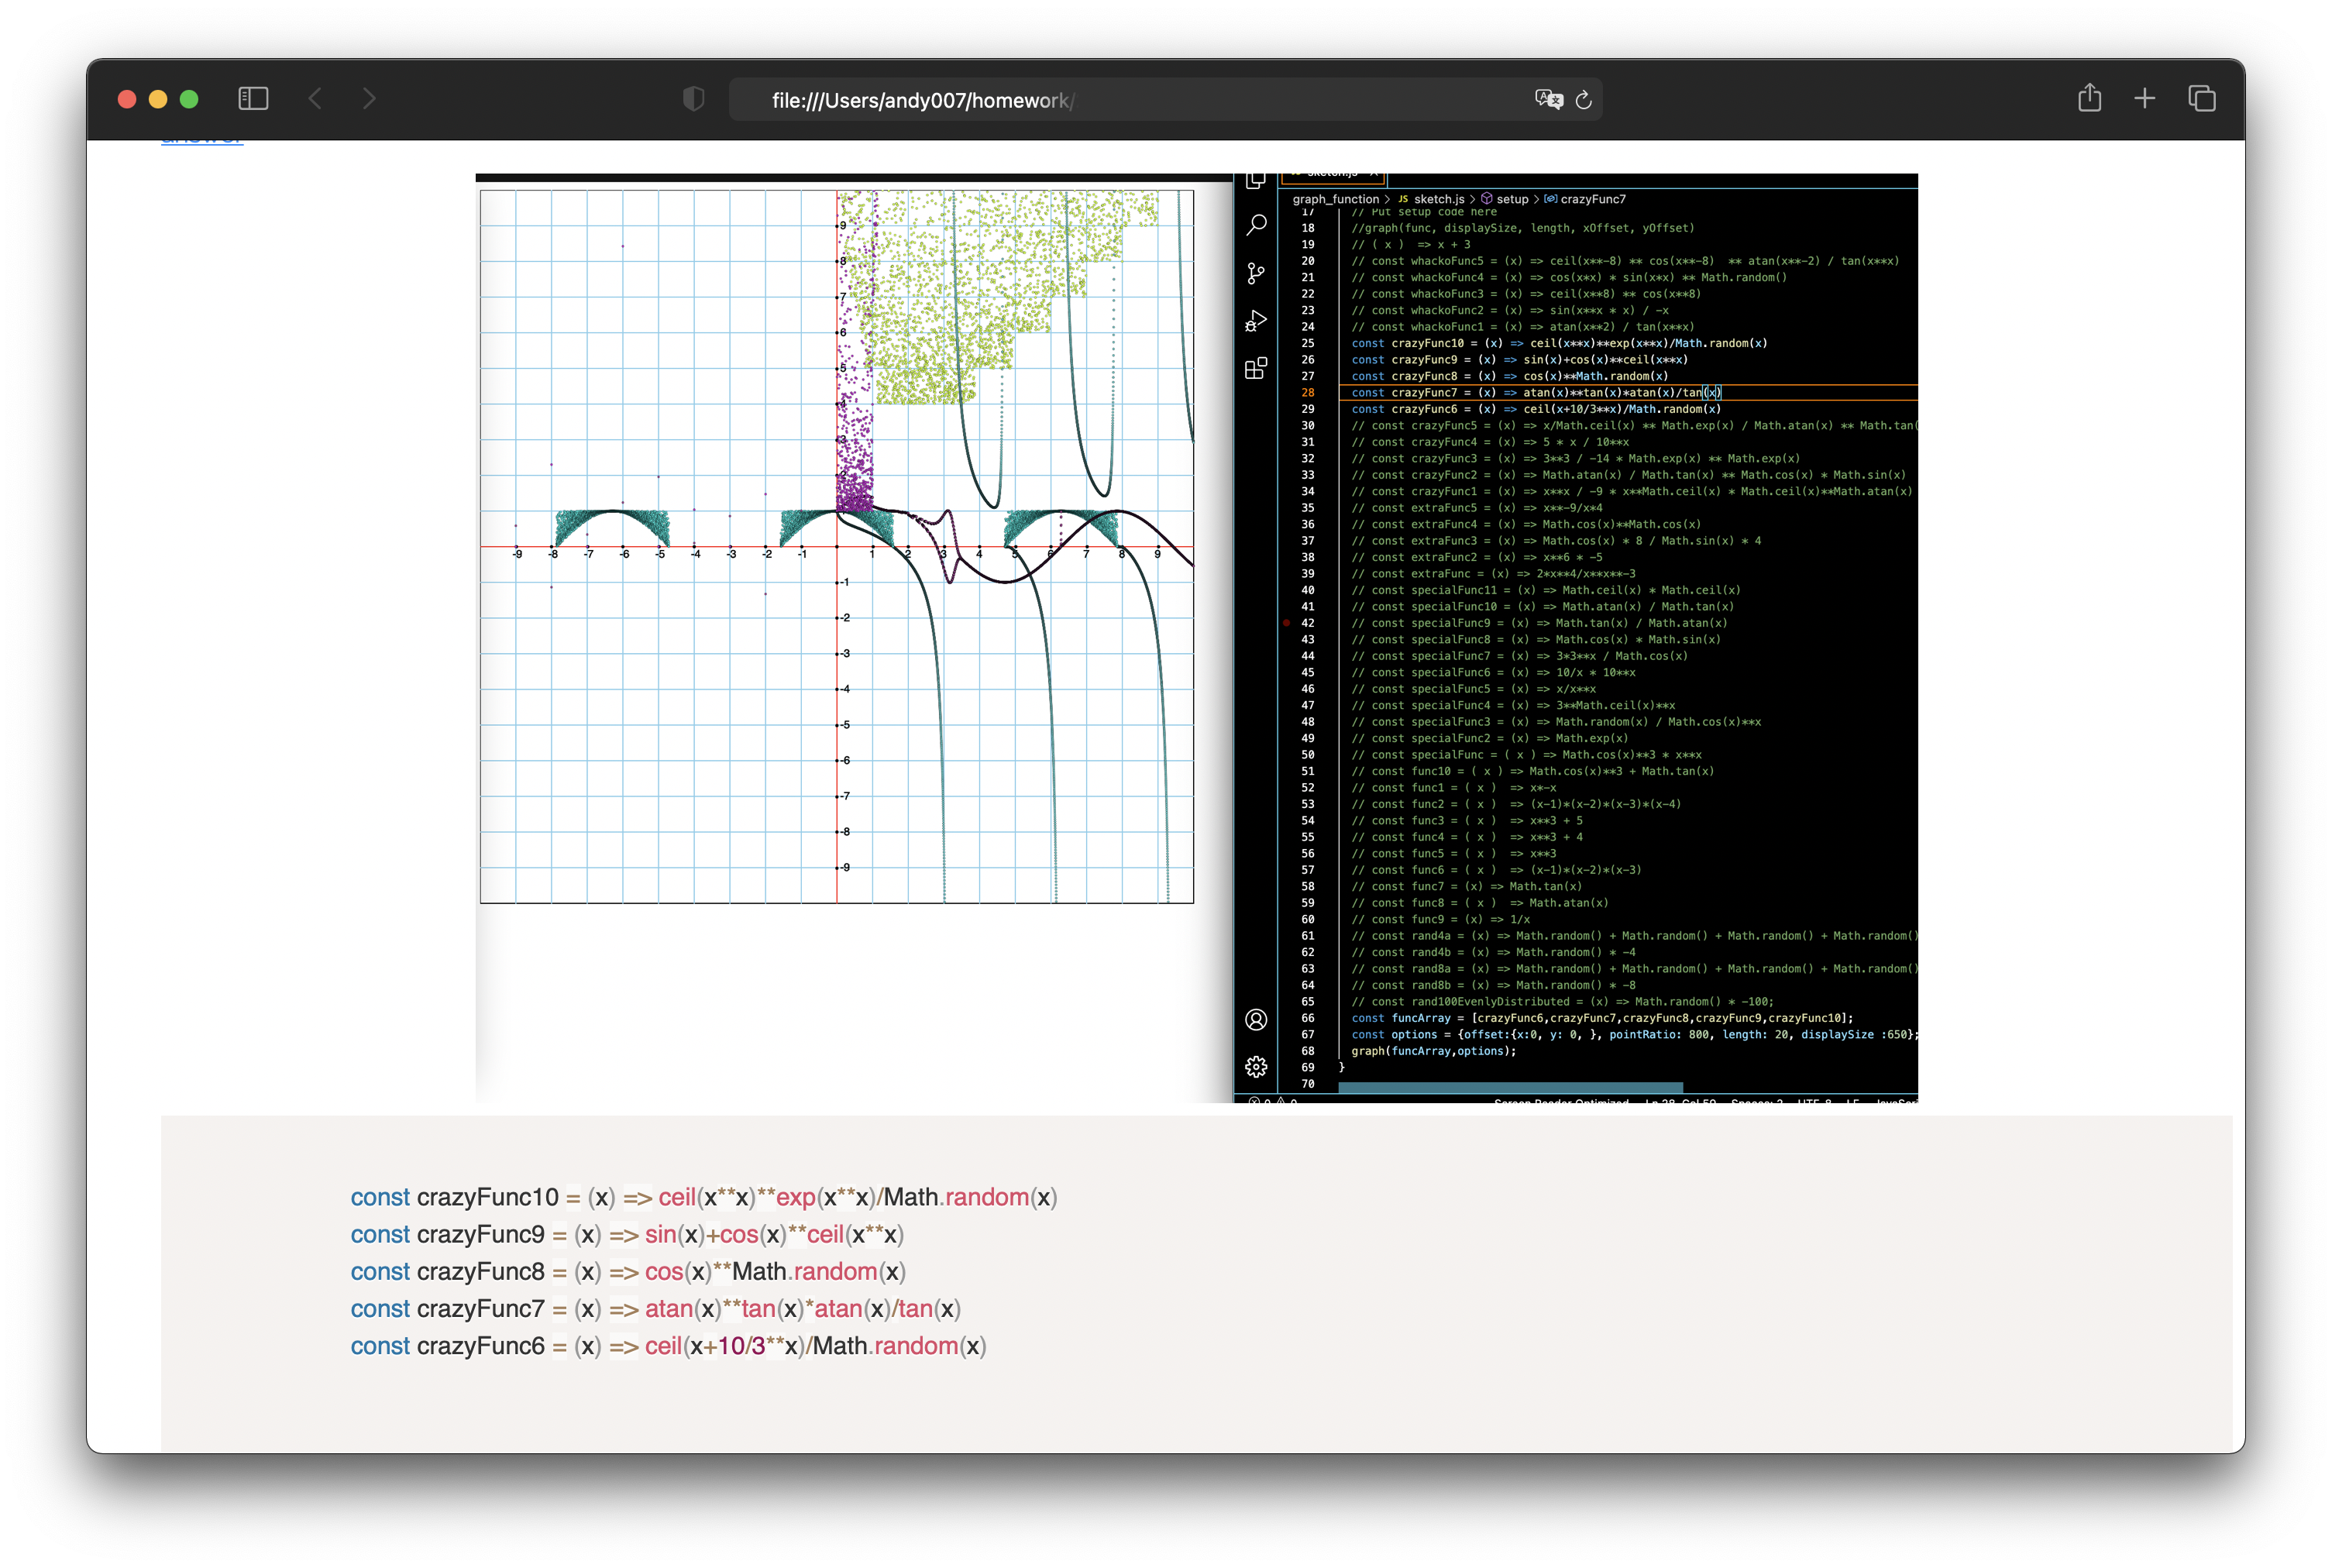 file:///Users/andy007/homework/
answer
9
8
7
6
5
4
3
2
-9 -8 -7 -6 -5 -4 -3 -2 -1 1 2 3 4 5 6 7 8 9
-1
-2
-3
-4
-5
-6
-7
-8
-9
sketch.js
graph_function > JS sketch.js > setup > crazyFunc7
17 // Put setup code here
18 //graph(func, displaySize, length, xOffset, yOffset)
19 // ( x )  => x + 3
20 // const whackoFunc5 = (x) => ceil(x**-8) ** cos(x**-8)  ** atan(x**-2) / tan(x**x)
21 // const whackoFunc4 = (x) => cos(x*x) * sin(x*x) ** Math.random()
22 // const whackoFunc3 = (x) => ceil(x**8) ** cos(x**8)
23 // const whackoFunc2 = (x) => sin(x**x * x) / -x
24 // const whackoFunc1 = (x) => atan(x**2) / tan(x**x)
25 const crazyFunc10 = (x) => ceil(x**x)**exp(x**x)/Math.random(x)
26 const crazyFunc9 = (x) => sin(x)+cos(x)**ceil(x**x)
27 const crazyFunc8 = (x) => cos(x)**Math.random(x)
28 const crazyFunc7 = (x) => atan(x)**tan(x)*atan(x)/tan(x)
29 const crazyFunc6 = (x) => ceil(x+10/3**x)/Math.random(x)
30 // const crazyFunc5 = (x) => x/Math.ceil(x) ** Math.exp(x) / Math.atan(x) ** Math.tan(
31 // const crazyFunc4 = (x) => 5 * x / 10**x
32 // const crazyFunc3 = (x) => 3**3 / -14 * Math.exp(x) ** Math.exp(x)
33 // const crazyFunc2 = (x) => Math.atan(x) / Math.tan(x) ** Math.cos(x) * Math.sin(x)
34 // const crazyFunc1 = (x) => x**x / -9 * x**Math.ceil(x) * Math.ceil(x)**Math.atan(x)
35 // const extraFunc5 = (x) => x**-9/x*4
36 // const extraFunc4 = (x) => Math.cos(x)**Math.cos(x)
37 // const extraFunc3 = (x) => Math.cos(x) * 8 / Math.sin(x) * 4
38 // const extraFunc2 = (x) => x**6 * -5
39 // const extraFunc = (x) => 2*x**4/x**x**-3
40 // const specialFunc11 = (x) => Math.ceil(x) * Math.ceil(x)
41 // const specialFunc10 = (x) => Math.atan(x) / Math.tan(x)
42 // const specialFunc9 = (x) => Math.tan(x) / Math.atan(x)
43 // const specialFunc8 = (x) => Math.cos(x) * Math.sin(x)
44 // const specialFunc7 = (x) => 3*3**x / Math.cos(x)
45 // const specialFunc6 = (x) => 10/x * 10**x
46 // const specialFunc5 = (x) => x/x**x
47 // const specialFunc4 = (x) => 3**Math.ceil(x)**x
48 // const specialFunc3 = (x) => Math.random(x) / Math.cos(x)**x
49 // const specialFunc2 = (x) => Math.exp(x)
50 // const specialFunc = ( x ) => Math.cos(x)**3 * x**x
51 // const func10 = ( x ) => Math.cos(x)**3 + Math.tan(x)
52 // const func1 = ( x )  => x*-x
53 // const func2 = ( x )  => (x-1)*(x-2)*(x-3)*(x-4)
54 // const func3 = ( x )  => x**3 + 5
55 // const func4 = ( x )  => x**3 + 4
56 // const func5 = ( x )  => x**3
57 // const func6 = ( x )  => (x-1)*(x-2)*(x-3)
58 // const func7 = (x) => Math.tan(x)
59 // const func8 = ( x )  => Math.atan(x)
60 // const func9 = (x) => 1/x
61 // const rand4a = (x) => Math.random() + Math.random() + Math.random() + Math.random()
62 // const rand4b = (x) => Math.random() * -4
63 // const rand8a = (x) => Math.random() + Math.random() + Math.random() + Math.random()
64 // const rand8b = (x) => Math.random() * -8
65 // const rand100EvenlyDistributed = (x) => Math.random() * -100;
66 const funcArray = [crazyFunc6,crazyFunc7,crazyFunc8,crazyFunc9,crazyFunc10];
67 const options = {offset:{x:0, y: 0, }, pointRatio: 800, length: 20, displaySize :650};
68 graph(funcArray,options);
69 }
70
0 0 Screen Reader Optimized Ln 28, Col 59 Spaces: 2 UTF-8 LF
const crazyFunc10 = (x) => ceil(x**x)**exp(x**x)/Math.random(x)
const crazyFunc9 = (x) => sin(x)+cos(x)**ceil(x**x)
const crazyFunc8 = (x) => cos(x)**Math.random(x)
const crazyFunc7 = (x) => atan(x)**tan(x)*atan(x)/tan(x)
const crazyFunc6 = (x) => ceil(x+10/3**x)/Math.random(x)